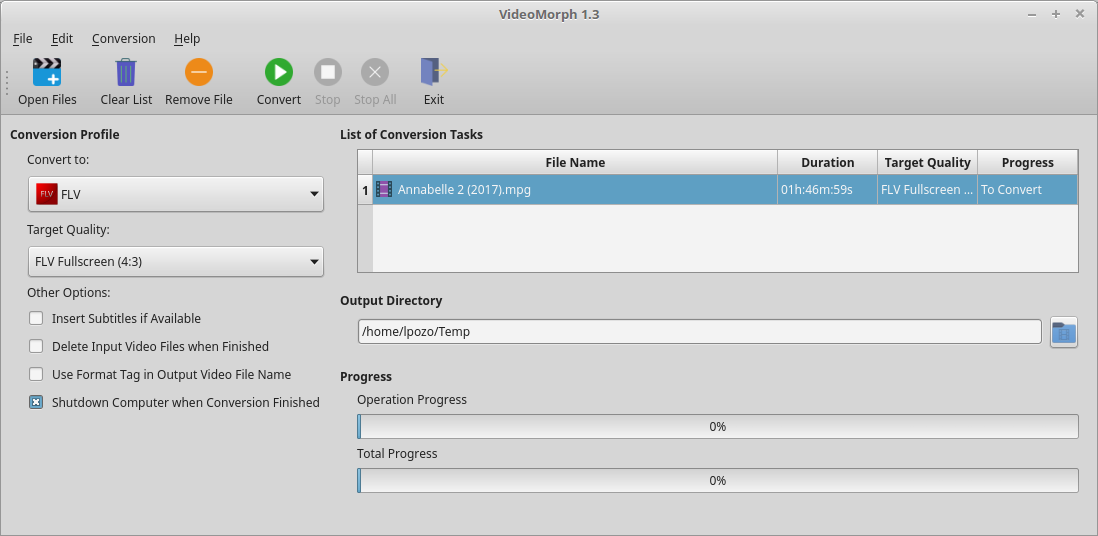 VideoMorph 1.3
File Edit Conversion Help
Open Files Clear List Remove File Convert Stop Stop All Exit
Conversion Profile
Convert to:
FLV FLV
Target Quality:
FLV Fullscreen (4:3)
Other Options:
Insert Subtitles if Available
Delete Input Video Files when Finished
Use Format Tag in Output Video File Name
Shutdown Computer when Conversion Finished
List of Conversion Tasks
File Name Duration Target Quality Progress
1 Annabelle 2 (2017).mpg 01h:46m:59s FLV Fullscreen ... To Convert
Output Directory
/home/lpozo/Temp
Progress
Operation Progress
0%
Total Progress
0%